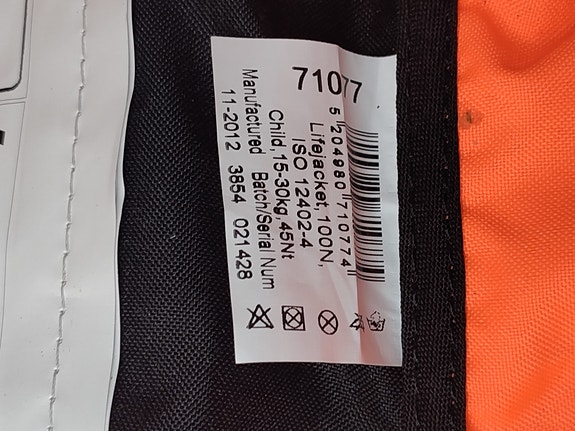 71077
5 204980 710774
Lifejacket, 100N,
ISO 12402-4
Child, 15-30kg, 45Nt
Manufactured Batch/Serial Num
11-2012 3854 021428